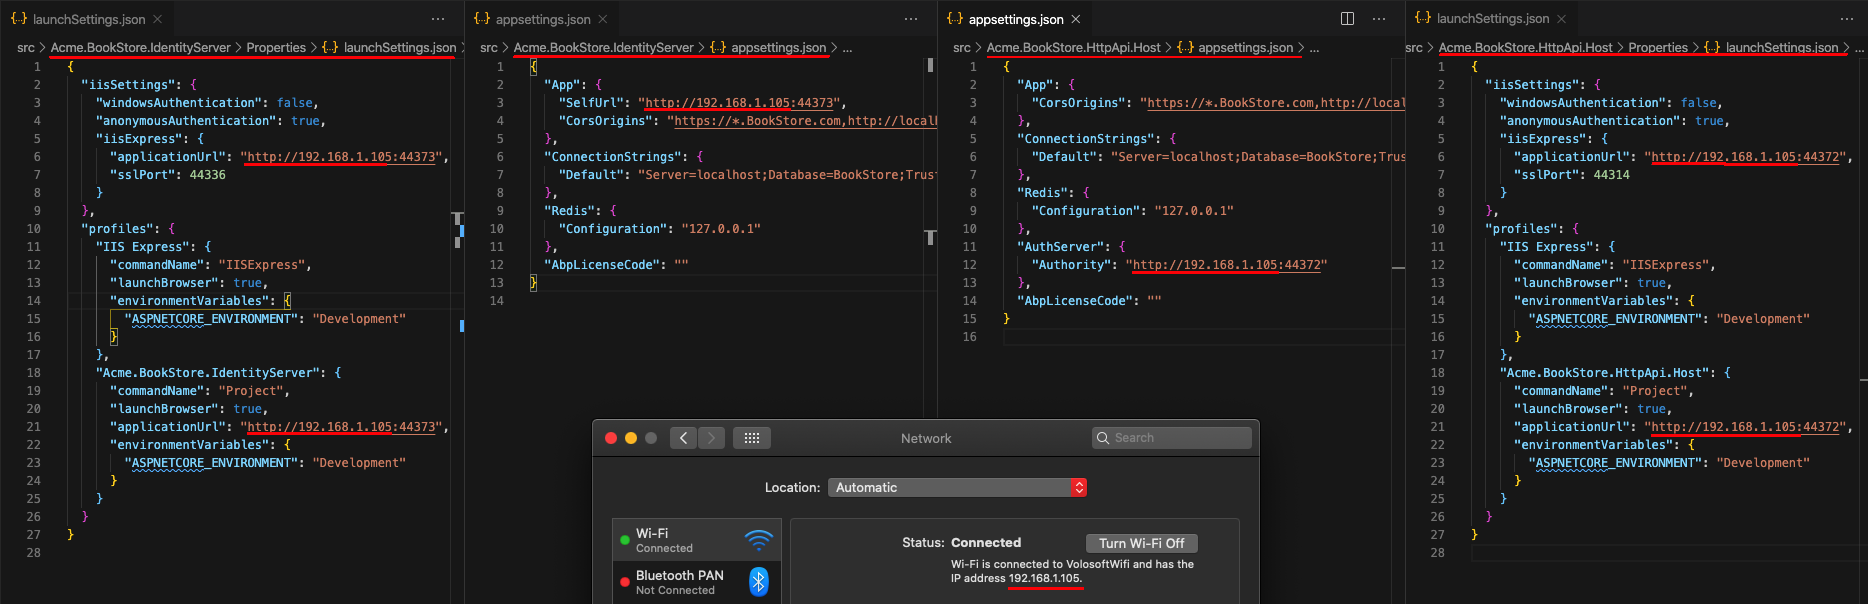 launchSettings.json
src > Acme.BookStore.IdentityServer > Properties > {..} launchSettings.json
1 {
2 "iisSettings": {
3 "windowsAuthentication": false,
4 "anonymousAuthentication": true,
5 "iisExpress": {
6 "applicationUrl": "http://192.168.1.105:44373",
7 "sslPort": 44336
8 }
9 },
10 "profiles": {
11 "IIS Express": {
12 "commandName": "IISExpress",
13 "launchBrowser": true,
14 "environmentVariables": {
15 "ASPNETCORE_ENVIRONMENT": "Development"
16 }
17 },
18 "Acme.BookStore.IdentityServer": {
19 "commandName": "Project",
20 "launchBrowser": true,
21 "applicationUrl": "http://192.168.1.105:44373",
22 "environmentVariables": {
23 "ASPNETCORE_ENVIRONMENT": "Development"
24 }
25 }
26 }
27 }
28
appsettings.json
src > Acme.BookStore.IdentityServer > {..} appsettings.json > ...
1 {
2 "App": {
3 "SelfUrl": "http://192.168.1.105:44373",
4 "CorsOrigins": "https://*.BookStore.com,http://localh
5 },
6 "ConnectionStrings": {
7 "Default": "Server=localhost;Database=BookStore;Trust
8 },
9 "Redis": {
10 "Configuration": "127.0.0.1"
11 },
12 "AbpLicenseCode": ""
13 }
14
appsettings.json
src > Acme.BookStore.HttpApi.Host > {..} appsettings.json > ...
1 {
2 "App": {
3 "CorsOrigins": "https://*.BookStore.com,http://local
4 },
5 "ConnectionStrings": {
6 "Default": "Server=localhost;Database=BookStore;Trus
7 },
8 "Redis": {
9 "Configuration": "127.0.0.1"
10 },
11 "AuthServer": {
12 "Authority": "http://192.168.1.105:44372"
13 },
14 "AbpLicenseCode": ""
15 }
16
launchSettings.json
src > Acme.BookStore.HttpApi.Host > Properties > {..} launchSettings.json > ...
1 {
2 "iisSettings": {
3 "windowsAuthentication": false,
4 "anonymousAuthentication": true,
5 "iisExpress": {
6 "applicationUrl": "http://192.168.1.105:44372",
7 "sslPort": 44314
8 }
9 },
10 "profiles": {
11 "IIS Express": {
12 "commandName": "IISExpress",
13 "launchBrowser": true,
14 "environmentVariables": {
15 "ASPNETCORE_ENVIRONMENT": "Development"
16 }
17 },
18 "Acme.BookStore.HttpApi.Host": {
19 "commandName": "Project",
20 "launchBrowser": true,
21 "applicationUrl": "http://192.168.1.105:44372",
22 "environmentVariables": {
23 "ASPNETCORE_ENVIRONMENT": "Development"
24 }
25 }
26 }
27 }
28
Network
Search
Location: Automatic
Wi-Fi
Connected
Bluetooth PAN
Not Connected
Status: Connected
Turn Wi-Fi Off
Wi-Fi is connected to VolosoftWifi and has the
IP address 192.168.1.105.